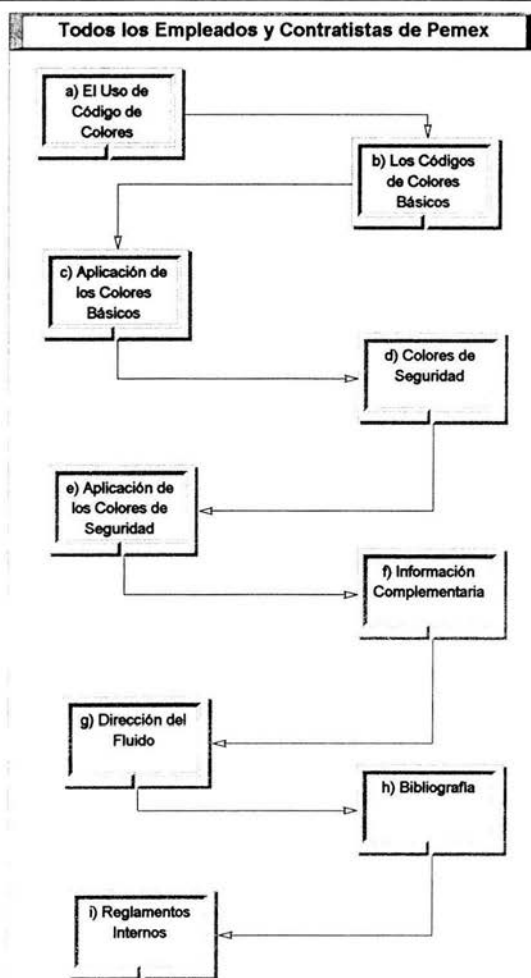 Todos los Empleados y Contratistas de Pemex
a) El Uso de
Código de
Colores
b) Los Códigos
de Colores
Básicos
c) Aplicación de
los Colores
Básicos
d) Colores de
Seguridad
e) Aplicación de
los Colores de
Seguridad
f) Información
Complementaria
g) Dirección del
Fluido
h) Bibliografía
i) Reglamentos
Internos